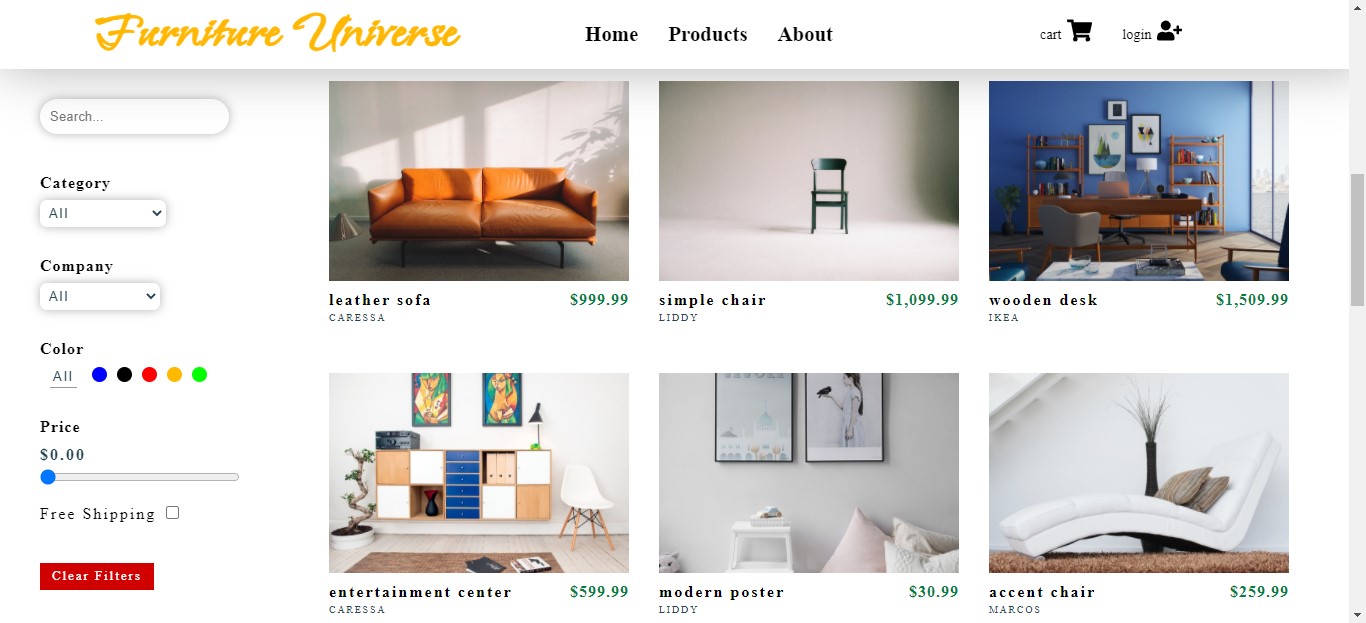 Furniture Universe
Home Products About
cart login
Search...
Category
All
Company
All
Color
All
Price
$0.00
Free Shipping
Clear Filters
leather sofa $999.99
CARESSA
simple chair $1,099.99
LIDDY
wooden desk $1,509.99
IKEA
entertainment center $599.99
CARESSA
modern poster $30.99
LIDDY
accent chair $259.99
MARCOS